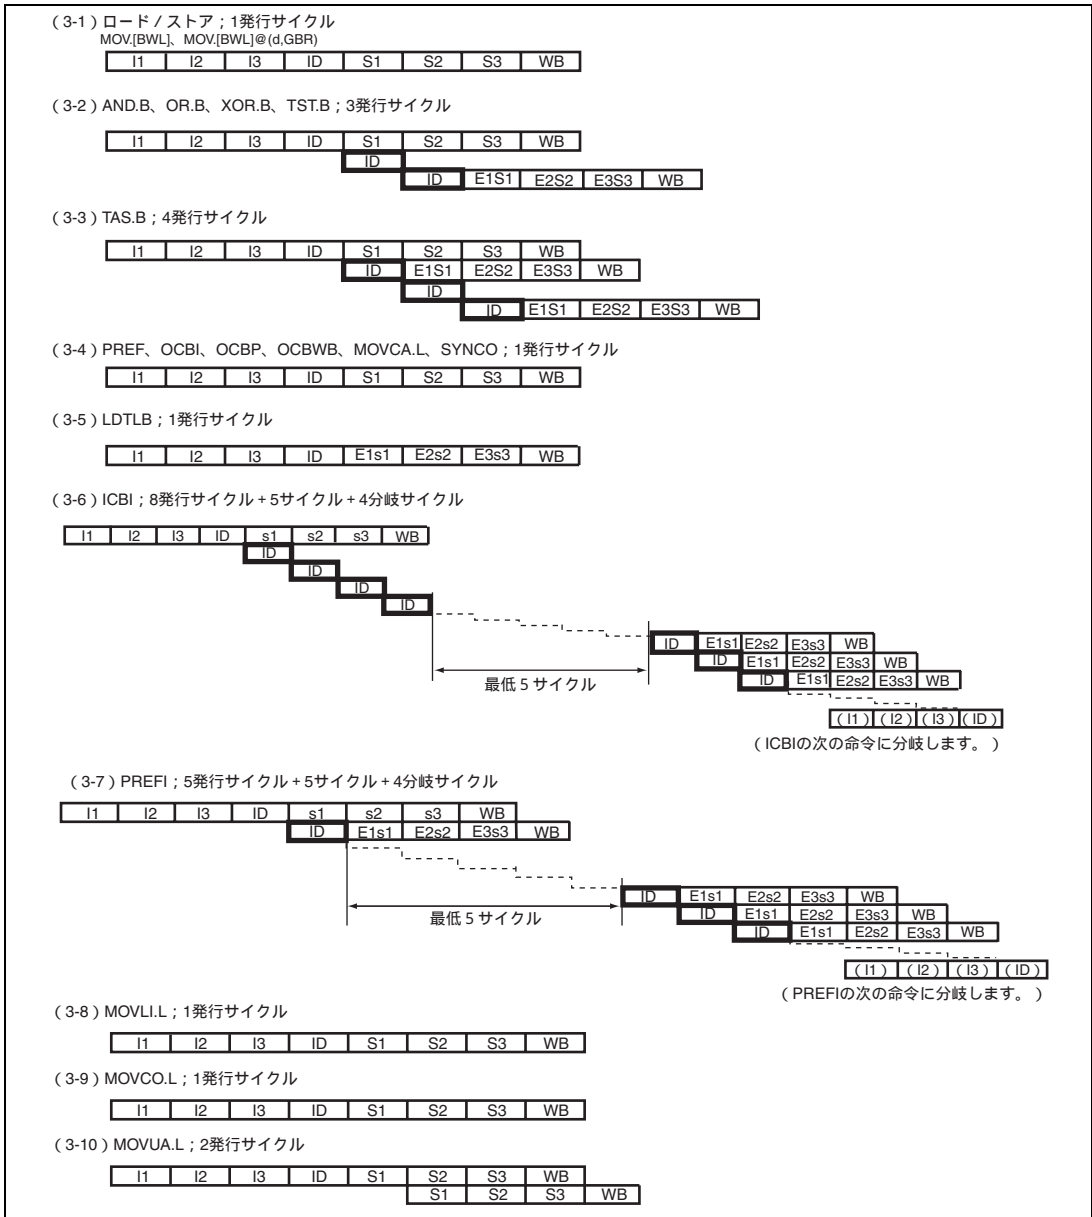 （3-1）ロード／ストア；1発行サイクル
MOV.[BWL]、MOV.[BWL]@(d,GBR)
I1 I2 I3 ID S1 S2 S3 WB
（3-2）AND.B、OR.B、XOR.B、TST.B；3発行サイクル
I1 I2 I3 ID S1 S2 S3 WB
ID
ID E1S1 E2S2 E3S3 WB
（3-3）TAS.B；4発行サイクル
I1 I2 I3 ID S1 S2 S3 WB
ID E1S1 E2S2 E3S3 WB
ID
ID E1S1 E2S2 E3S3 WB
（3-4）PREF、OCBI、OCBP、OCBWB、MOVCA.L、SYNCO；1発行サイクル
I1 I2 I3 ID S1 S2 S3 WB
（3-5）LDTLB；1発行サイクル
I1 I2 I3 ID E1s1 E2s2 E3s3 WB
（3-6）ICBI；8発行サイクル+5サイクル+4分岐サイクル
I1 I2 I3 ID s1 s2 s3 WB
ID
ID
ID
ID
ID E1s1 E2s2 E3s3 WB
ID E1s1 E2s2 E3s3 WB
ID E1s1 E2s2 E3s3 WB
最低5サイクル
（I1）（I2）（I3）（ID）
（ICBIの次の命令に分岐します。）
（3-7）PREFI；5発行サイクル+5サイクル+4分岐サイクル
I1 I2 I3 ID s1 s2 s3 WB
ID E1s1 E2s2 E3s3 WB
ID E1s1 E2s2 E3s3 WB
ID E1s1 E2s2 E3s3 WB
最低5サイクル
ID E1s1 E2s2 E3s3 WB
（I1）（I2）（I3）（ID）
（PREFIの次の命令に分岐します。）
（3-8）MOVLI.L；1発行サイクル
I1 I2 I3 ID S1 S2 S3 WB
（3-9）MOVCO.L；1発行サイクル
I1 I2 I3 ID S1 S2 S3 WB
（3-10）MOVUA.L；2発行サイクル
I1 I2 I3 ID S1 S2 S3 WB
S1 S2 S3 WB